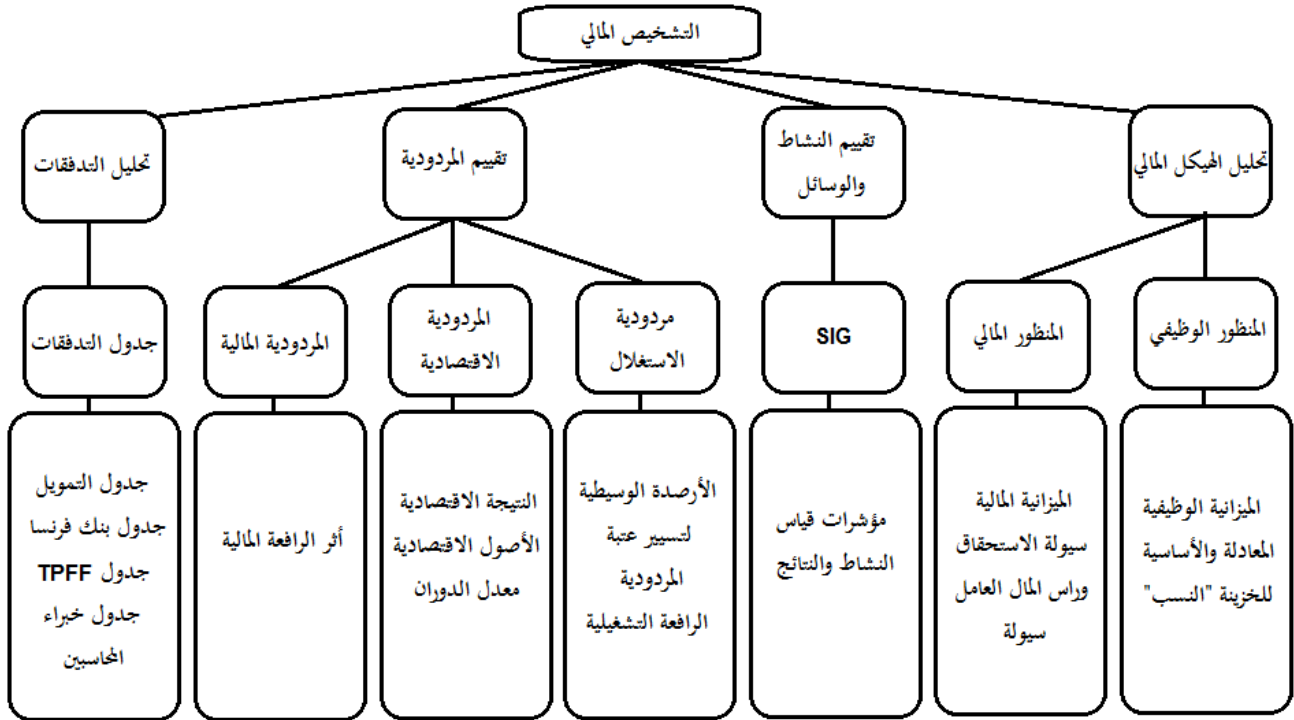 التشخيص المالي
تحليل الهيكل المالي
تقييم النشاط
والوسائل
تقييم المردودية
تحليل التدفقات
المنظور الوظيفي
المنظور المالي
SIG
مردودية
الاستغلال
المردودية
الاقتصادية
المردودية المالية
جدول التدفقات
الميزانية الوظيفية
المعادلة والأساسية
للخزينة "النسب"
الميزانية المالية
سيولة الاستحقاق
وراس المال العامل
سيولة
مؤشرات قياس
النشاط والنتائج
الأرصدة الوسيطية
لتسيير عتبة
المردودية
الرافعة التشغيلية
النتيجة الاقتصادية
الأصول الاقتصادية
معدل الدوران
أثر الرافعة المالية
جدول التمويل
جدول بنك فرنسا
جدول TPFF
جدول خبراء
المحاسبين